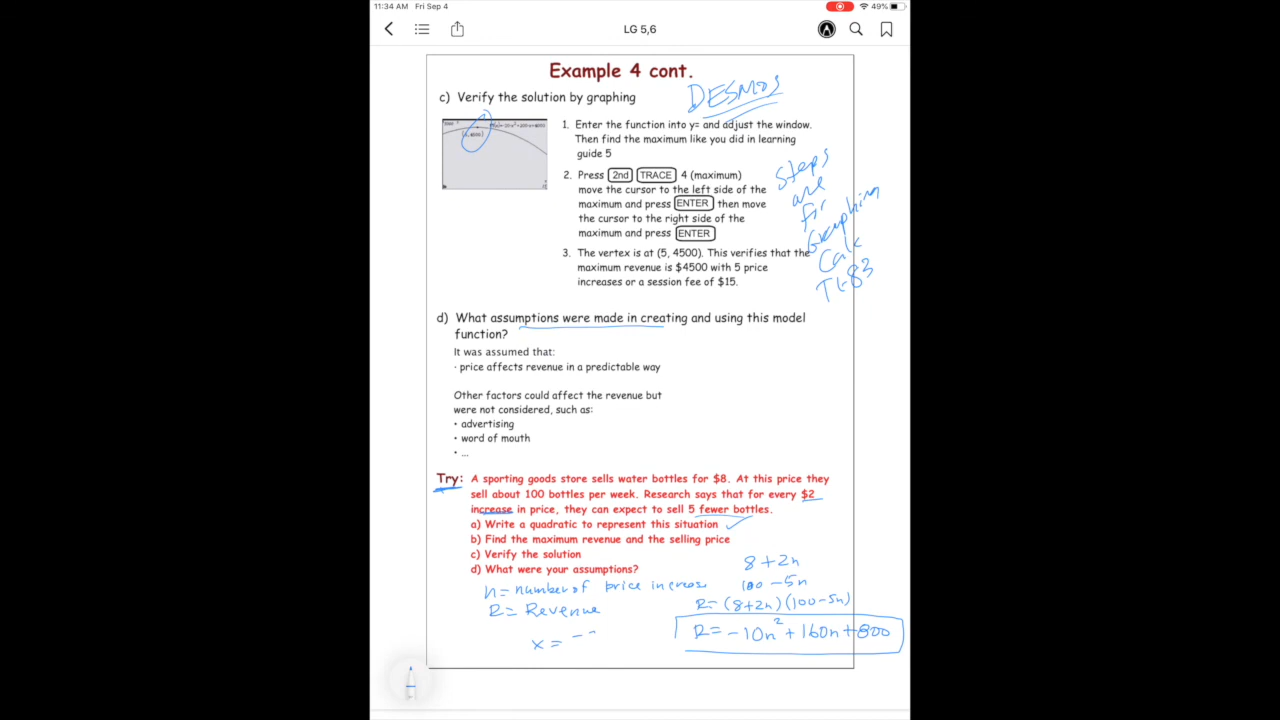 11:34 AM Fri Sep 4
49%
LG 5,6
Example 4 cont.
c) Verify the solution by graphing
DESMOS
1. Enter the function into y= and adjust the window.
Then find the maximum like you did in learning
guide 5
2. Press 2nd TRACE 4 (maximum)
move the cursor to the left side of the
maximum and press ENTER then move
the cursor to the right side of the
maximum and press ENTER
3. The vertex is at (5, 4500). This verifies that the
maximum revenue is $4500 with 5 price
increases or a session fee of $15.
Steps
are
for
Graphing
Calc
TI-83
d) What assumptions were made in creating and using this model
function?
It was assumed that:
· price affects revenue in a predictable way
Other factors could affect the revenue but
were not considered, such as:
• advertising
• word of mouth
• ...
Try: A sporting goods store sells water bottles for $8. At this price they
sell about 100 bottles per week. Research says that for every $2
increase in price, they can expect to sell 5 fewer bottles.
a) Write a quadratic to represent this situation
b) Find the maximum revenue and the selling price
c) Verify the solution
d) What were your assumptions?
8+2n
n = number of price increase
100-5n
R = Revenue
R=(8+2n)(100-5n)
R= -10n²+160n+800
x =